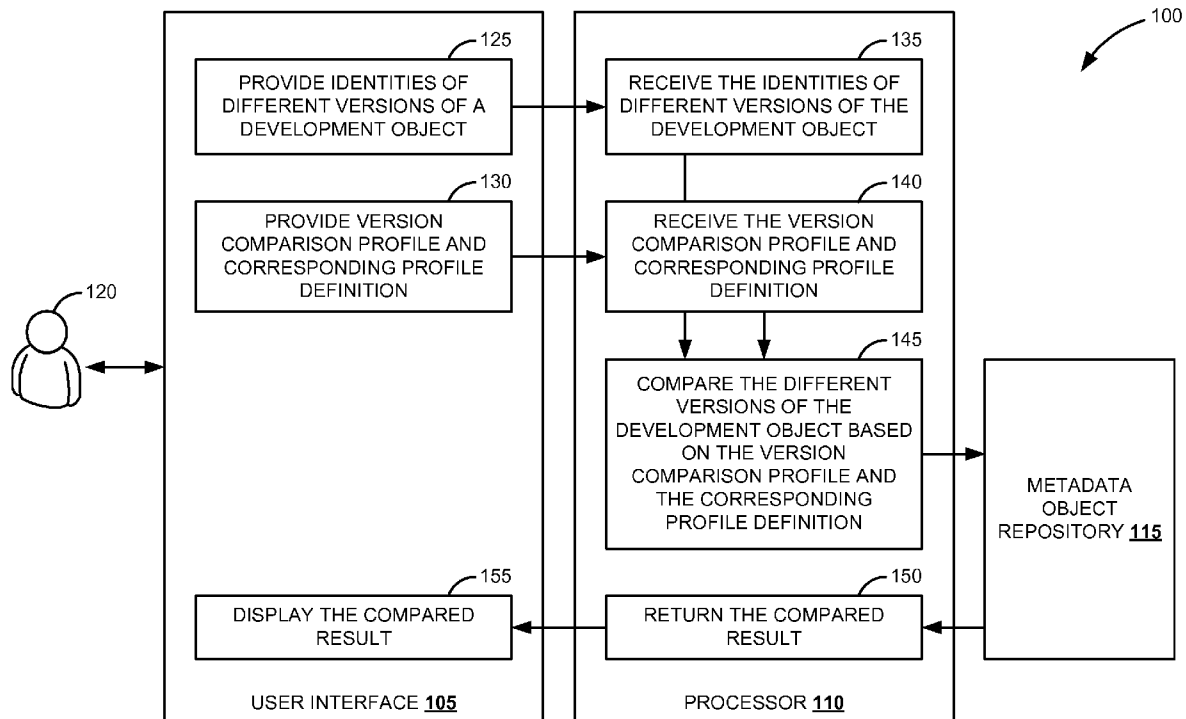 100
125
PROVIDE IDENTITIES OF
DIFFERENT VERSIONS OF A
DEVELOPMENT OBJECT
135
RECEIVE THE IDENTITIES OF
DIFFERENT VERSIONS OF THE
DEVELOPMENT OBJECT
130
PROVIDE VERSION
COMPARISON PROFILE AND
CORRESPONDING PROFILE
DEFINITION
140
RECEIVE THE VERSION
COMPARISON PROFILE AND
CORRESPONDING PROFILE
DEFINITION
120
145
COMPARE THE DIFFERENT
VERSIONS OF THE
DEVELOPMENT OBJECT BASED
ON THE VERSION
COMPARISON PROFILE AND
THE CORRESPONDING
PROFILE DEFINITION
METADATA
OBJECT
REPOSITORY 115
155
DISPLAY THE COMPARED
RESULT
150
RETURN THE COMPARED
RESULT
USER INTERFACE 105
PROCESSOR 110